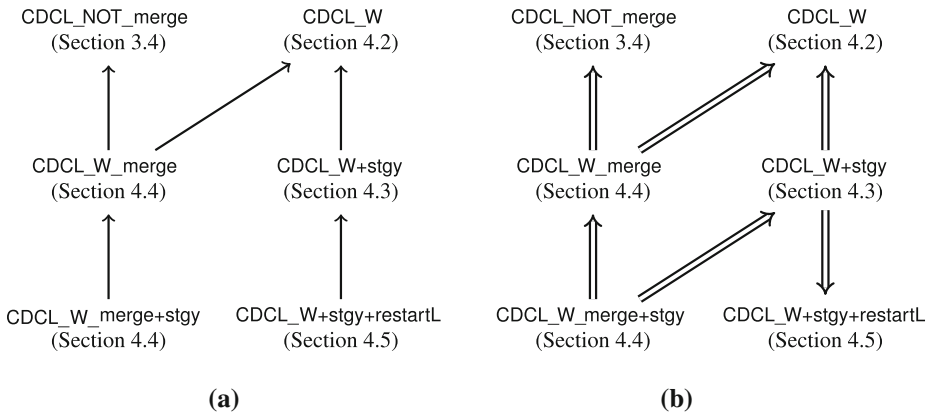 CDCL_NOT_merge CDCL_W CDCL_NOT_merge CDCL_W
(Section 3.4) (Section 4.2) (Section 3.4) (Section 4.2)
CDCL_W_merge CDCL_W+stgy CDCL_W_merge CDCL_W+stgy
(Section 4.4) (Section 4.3) (Section 4.4) (Section 4.3)
CDCL_W_merge+stgy CDCL_W+stgy+restartL CDCL_W_merge+stgy CDCL_W+stgy+restartL
(Section 4.4) (Section 4.5) (Section 4.4) (Section 4.5)
(a) (b)